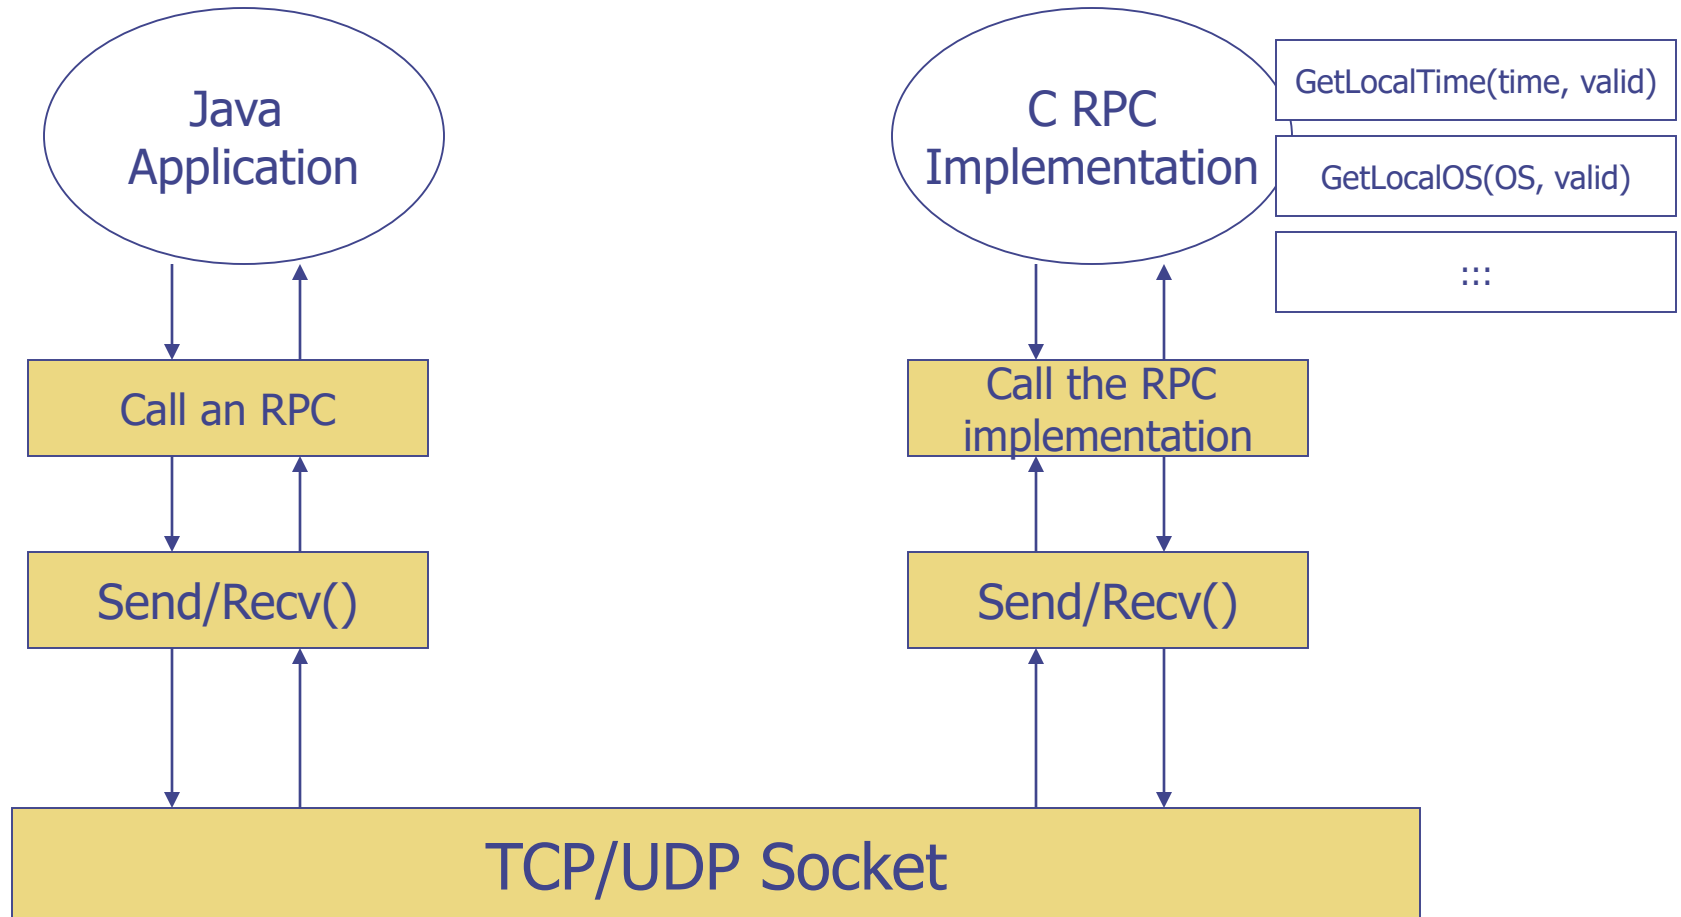 Java
Application
C RPC
Implementation
GetLocalTime(time, valid)
GetLocalOS(OS, valid)
:::
Call an RPC
Call the RPC
implementation
Send/Recv()
Send/Recv()
TCP/UDP Socket